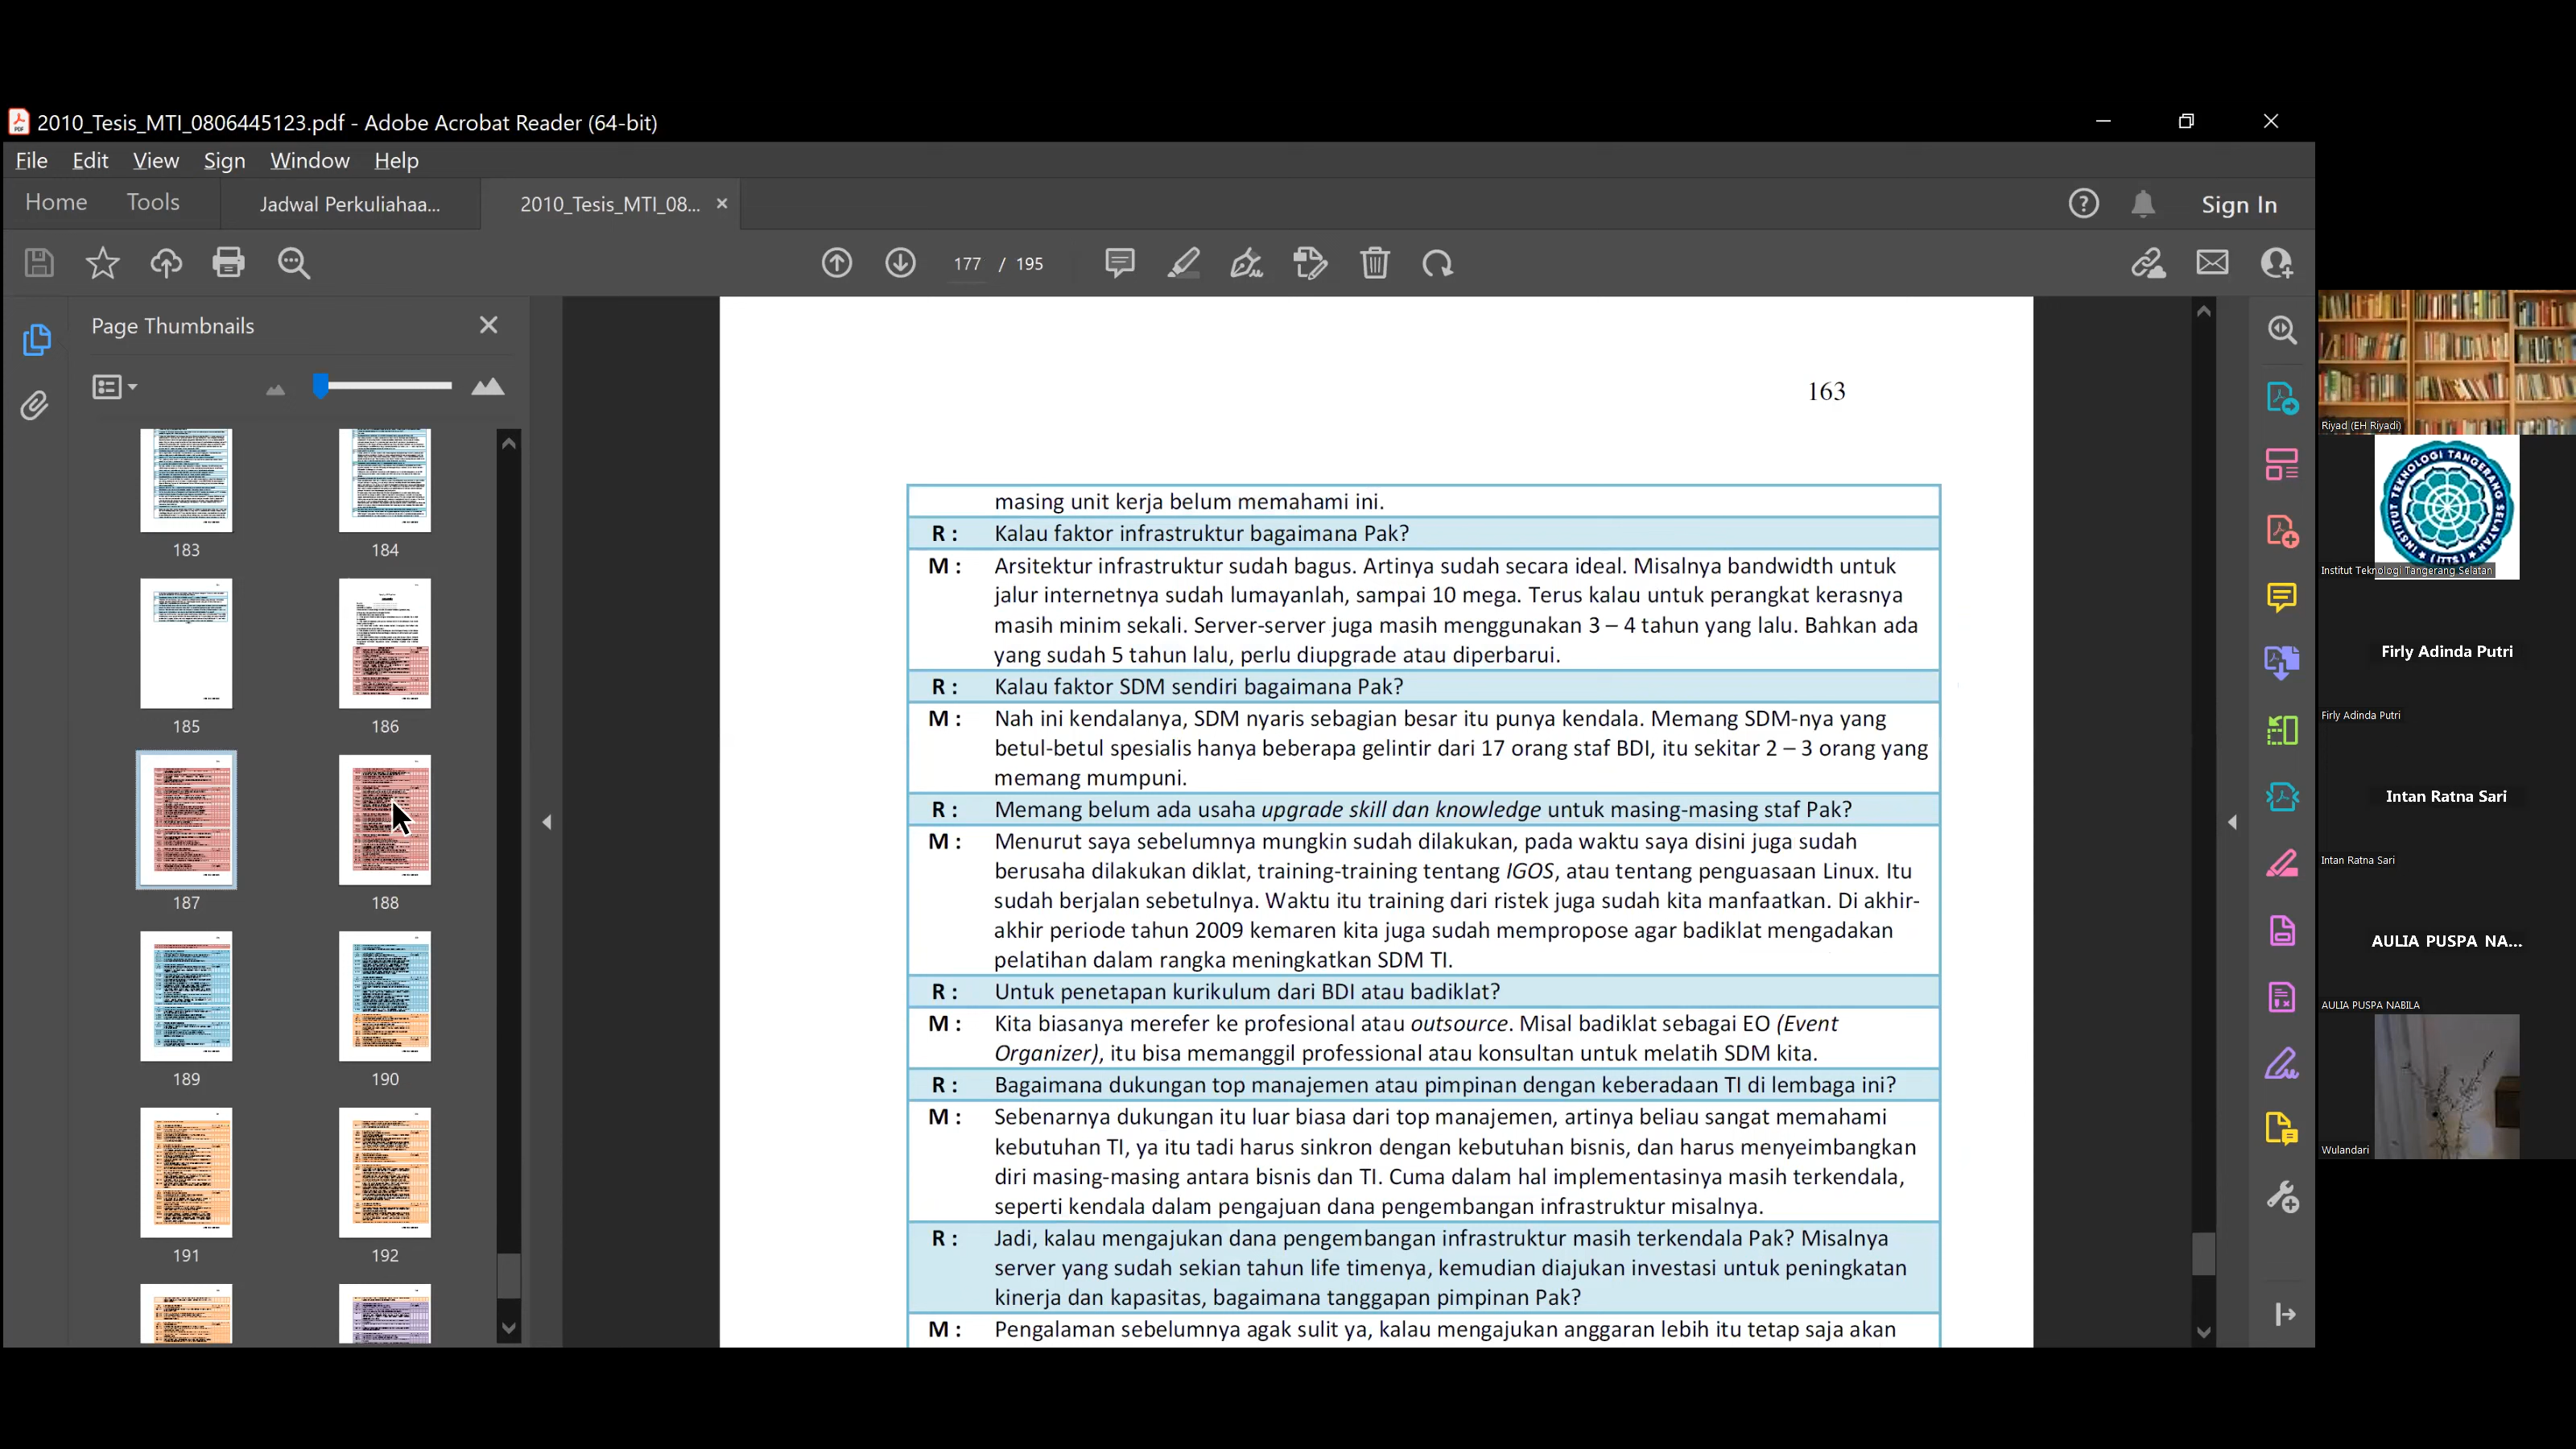 2010_Tesis_MTI_0806445123.pdf - Adobe Acrobat Reader (64-bit)
File Edit View Sign Window Help
Home Tools Jadwal Perkuliahaa... 2010_Tesis_MTI_08...
Sign In
177 / 195
Page Thumbnails
183 184
185 186
187 188
189 190
191 192
163
masing unit kerja belum memahami ini.
R : Kalau faktor infrastruktur bagaimana Pak?
M : Arsitektur infrastruktur sudah bagus. Artinya sudah secara ideal. Misalnya bandwidth untuk
jalur internetnya sudah lumayanlah, sampai 10 mega. Terus kalau untuk perangkat kerasnya
masih minim sekali. Server-server juga masih menggunakan 3 – 4 tahun yang lalu. Bahkan ada
yang sudah 5 tahun lalu, perlu diupgrade atau diperbarui.
R : Kalau faktor SDM sendiri bagaimana Pak?
M : Nah ini kendalanya, SDM nyaris sebagian besar itu punya kendala. Memang SDM-nya yang
betul-betul spesialis hanya beberapa gelintir dari 17 orang staf BDI, itu sekitar 2 – 3 orang yang
memang mumpuni.
R : Memang belum ada usaha upgrade skill dan knowledge untuk masing-masing staf Pak?
M : Menurut saya sebelumnya mungkin sudah dilakukan, pada waktu saya disini juga sudah
berusaha dilakukan diklat, training-training tentang IGOS, atau tentang penguasaan Linux. Itu
sudah berjalan sebetulnya. Waktu itu training dari ristek juga sudah kita manfaatkan. Di akhir-
akhir periode tahun 2009 kemaren kita juga sudah mempropose agar badiklat mengadakan
pelatihan dalam rangka meningkatkan SDM TI.
R : Untuk penetapan kurikulum dari BDI atau badiklat?
M : Kita biasanya merefer ke profesional atau outsource. Misal badiklat sebagai EO (Event
Organizer), itu bisa memanggil professional atau konsultan untuk melatih SDM kita.
R : Bagaimana dukungan top manajemen atau pimpinan dengan keberadaan TI di lembaga ini?
M : Sebenarnya dukungan itu luar biasa dari top manajemen, artinya beliau sangat memahami
kebutuhan TI, ya itu tadi harus sinkron dengan kebutuhan bisnis, dan harus menyeimbangkan
diri masing-masing antara bisnis dan TI. Cuma dalam hal implementasinya masih terkendala,
seperti kendala dalam pengajuan dana pengembangan infrastruktur misalnya.
R : Jadi, kalau mengajukan dana pengembangan infrastruktur masih terkendala Pak? Misalnya
server yang sudah sekian tahun life timenya, kemudian diajukan investasi untuk peningkatan
kinerja dan kapasitas, bagaimana tanggapan pimpinan Pak?
M : Pengalaman sebelumnya agak sulit ya, kalau mengajukan anggaran lebih itu tetap saja akan
Riyad (EH Riyadi)
INSTITUT TEKNOLOGI TANGERANG SELATAN
(ITTS)
Institut Teknologi Tangerang Selatan
Firly Adinda Putri
Firly Adinda Putri
Intan Ratna Sari
Intan Ratna Sari
AULIA PUSPA NA...
AULIA PUSPA NABILA
Wulandari